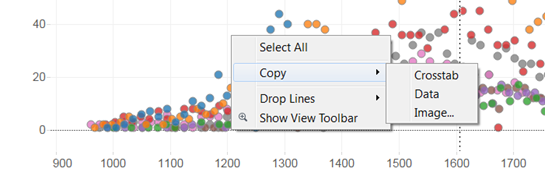 40
Select All
Copy
Crosstab
20
Data
Drop Lines
Image...
Show View Toolbar
0
900 1000 1100 1200 1300 1400 1500 1600 1700